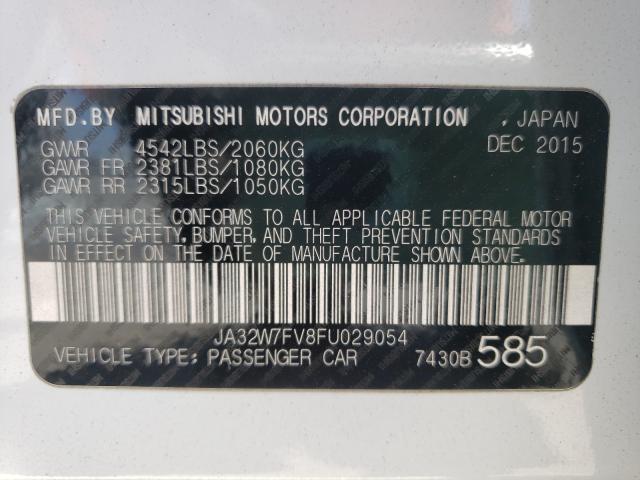 MFD.BY MITSUBISHI MOTORS CORPORATION , JAPAN
GVWR 4542LBS/2060KG DEC 2015
GAWR FR 2381LBS/1080KG
GAWR RR 2315LBS/1050KG
THIS VEHICLE CONFORMS TO ALL APPLICABLE FEDERAL MOTOR
VEHICLE SAFETY, BUMPER, AND THEFT PREVENTION STANDARDS
IN EFFECT ON THE DATE OF MANUFACTURE SHOWN ABOVE.
JA32W7FV8FU029054
VEHICLE TYPE: PASSENGER CAR 7430B 585